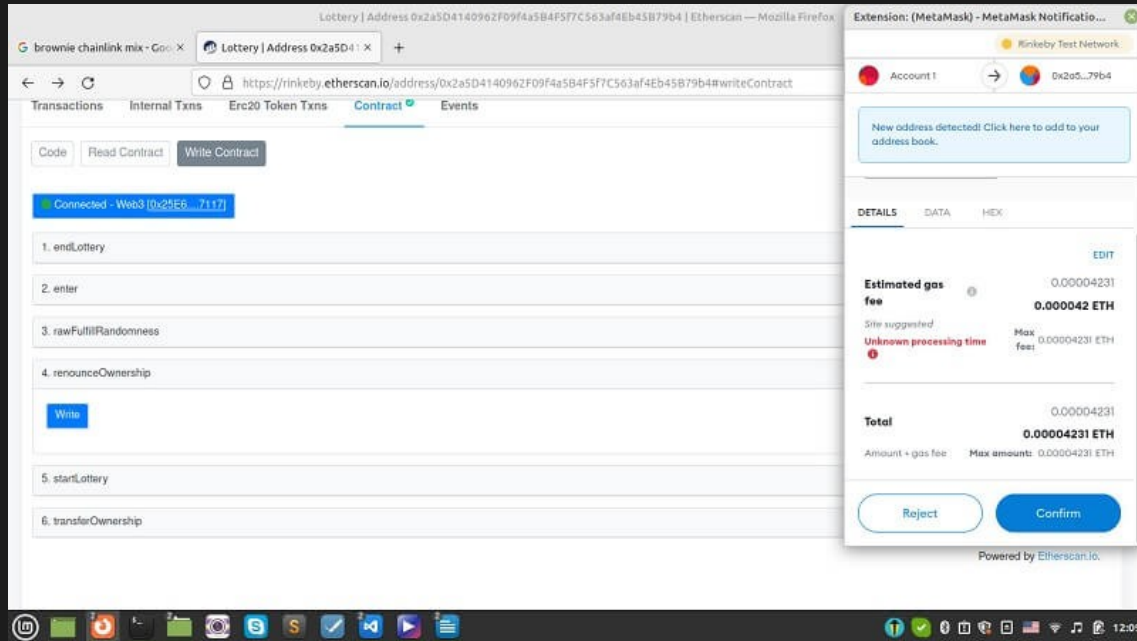 Lottery | Address 0x2a5D4140962F09f4a5B4F5f7C563af4Eb45B79b4 | Etherscan — Mozilla Firefox
Extension: (MetaMask) - MetaMask Notificatio...
brownie chainlink mix - Goo
Lottery | Address 0x2a5D41
https://rinkeby.etherscan.io/address/0x2a5D4140962F09f4a5B4F5f7C563af4Eb45B79b4#writeContract
Transactions Internal Txns Erc20 Token Txns Contract Events
Code Read Contract Write Contract
Connected - Web3 [0x25E6...7117]
1. endLottery
2. enter
3. rawFulfillRandomness
4. renounceOwnership
Write
5. startLottery
6. transferOwnership
Powered by Etherscan.io.
Rinkeby Test Network
Account 1 0x2a5...79b4
New address detected! Click here to add to your
address book.
DETAILS DATA HEX
EDIT
Estimated gas
fee
0.00004231
0.000042 ETH
Site suggested
Unknown processing time
Max
fee: 0.00004231 ETH
Total
0.00004231
0.00004231 ETH
Amount + gas fee Max amount: 0.00004231 ETH
Reject Confirm